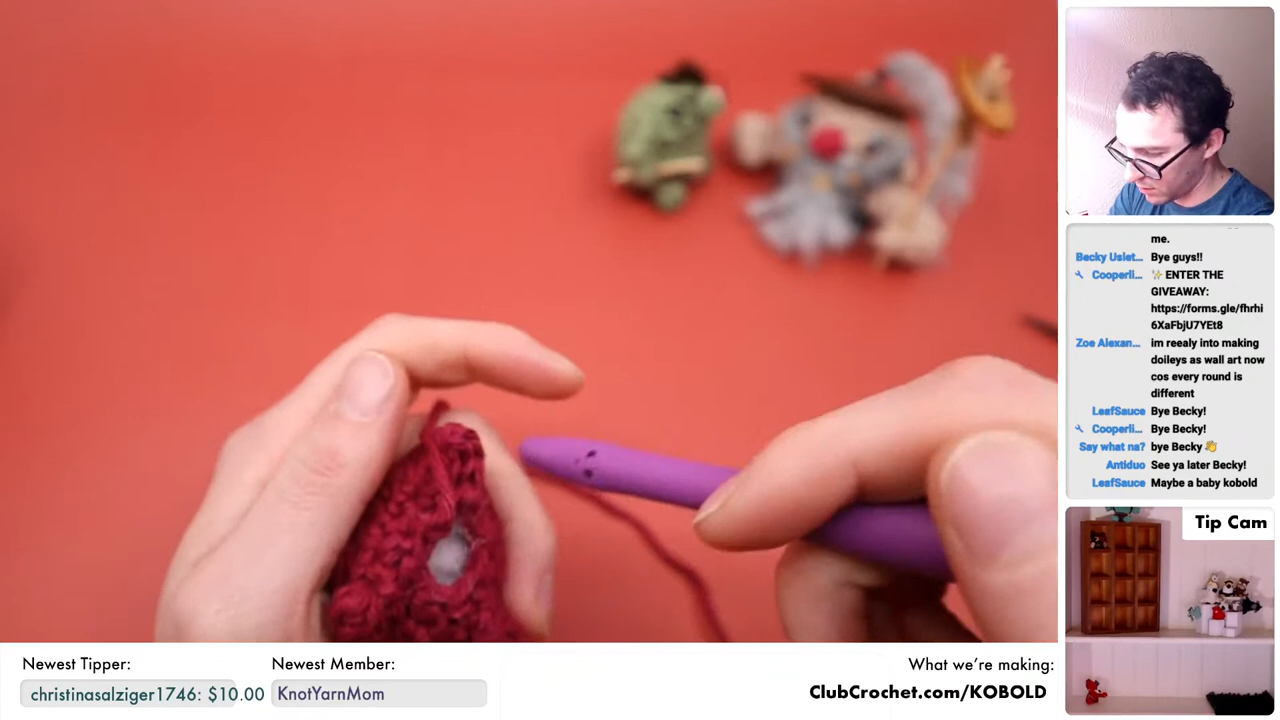 me.
Becky Uslet... Bye guys!!
Cooperli... ✨ ENTER THE
GIVEAWAY:
https://forms.gle/fhrhi
6XaFbjU7YEt8
Zoe Alexan... im reealy into making
doileys as wall art now
cos every round is
different
LeafSauce Bye Becky!
Cooperli... Bye Becky!
Say what na? bye Becky 👋
Antiduo See ya later Becky!
LeafSauce Maybe a baby kobold
Tip Cam
Newest Tipper:
christinasalziger1746: $10.00
Newest Member:
KnotYarnMom
What we're making:
ClubCrochet.com/KOBOLD